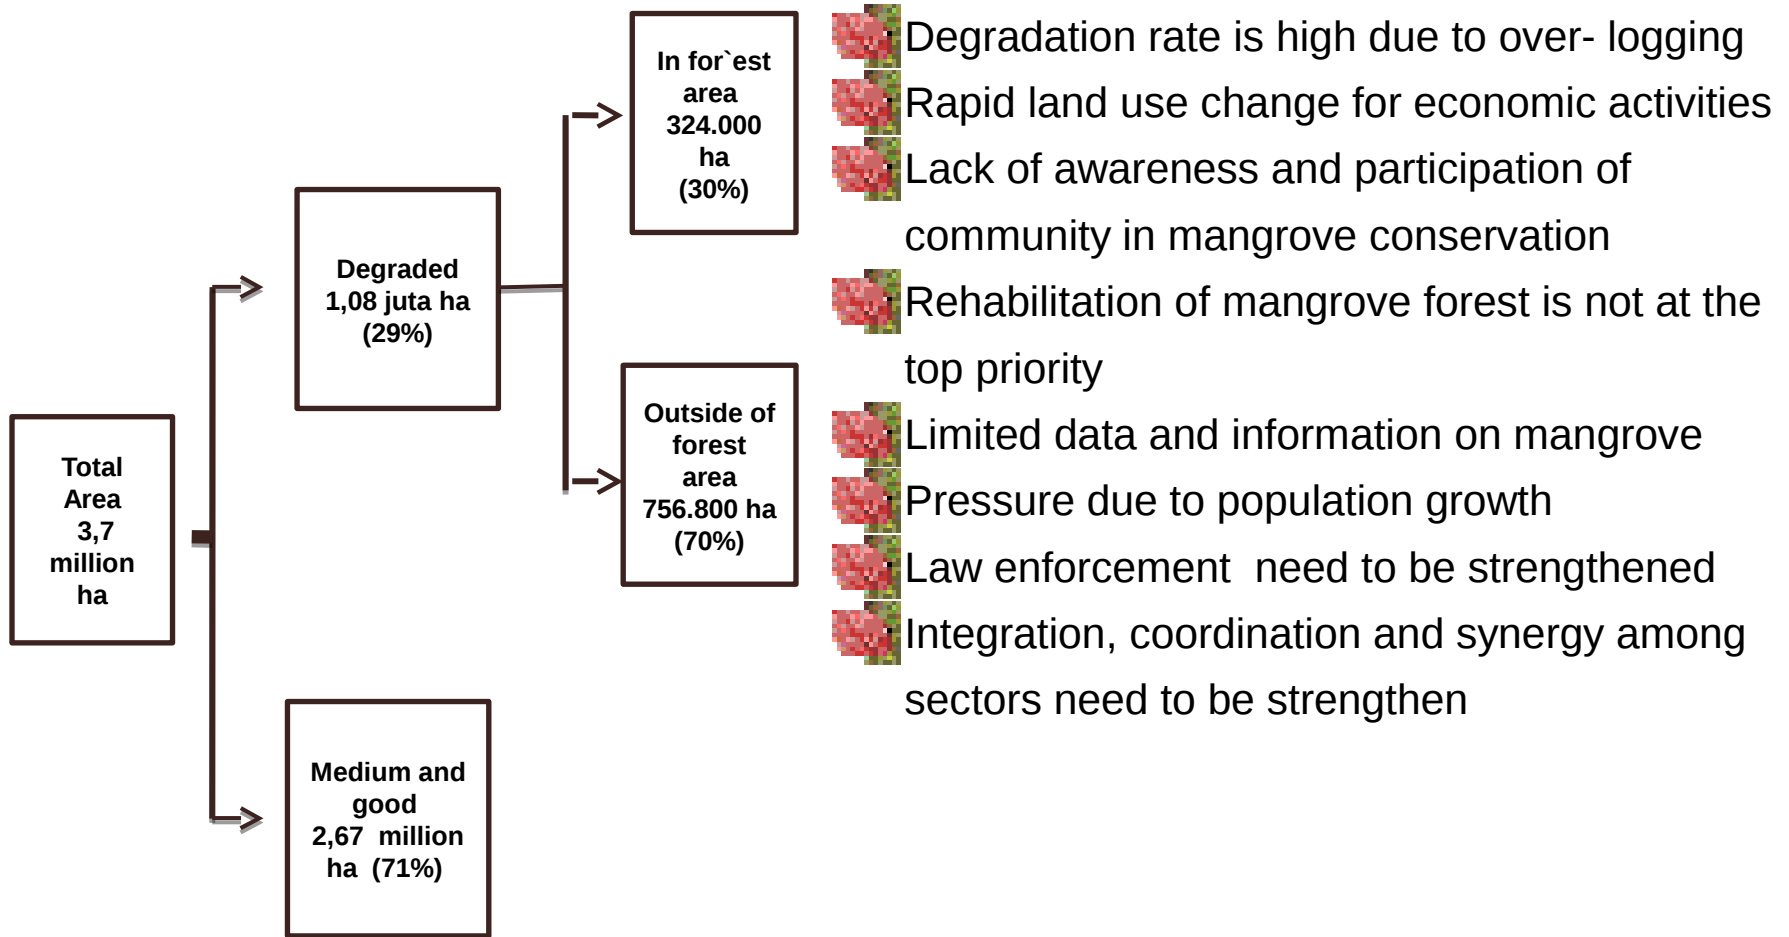 Total
Area
3,7
million
ha
Degraded
1,08 juta ha
(29%)
Medium and
good
2,67  million
ha  (71%)
In for`est
area
324.000
ha
(30%)
Outside of
forest
area
756.800 ha
(70%)
Degradation rate is high due to over- logging
Rapid land use change for economic activities
Lack of awareness and participation of
community in mangrove conservation
Rehabilitation of mangrove forest is not at the
top priority
Limited data and information on mangrove
Pressure due to population growth
Law enforcement  need to be strengthened
Integration, coordination and synergy among
sectors need to be strengthen